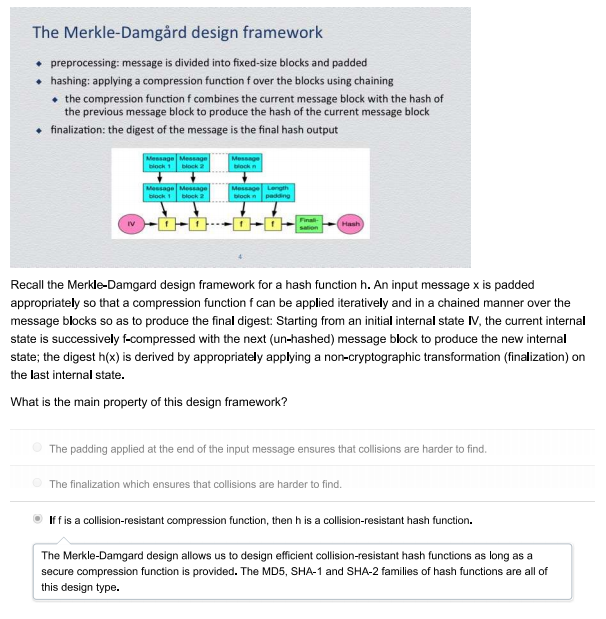 The Merkle-Damgård design framework
preprocessing: message is divided into fixed-size blocks and padded
hashing: applying a compression function f over the blocks using chaining
the compression function f combines the current message block with the hash of
the previous message block to produce the hash of the current message block
finalization: the digest of the message is the final hash output
Message block 1 Message block 2 Message block n
Message block 1 Message block 2 Message block n Length padding
IV f f f f Finali-sation Hash
4
Recall the Merkle-Damgard design framework for a hash function h. An input message x is padded
appropriately so that a compression function f can be applied iteratively and in a chained manner over the
message blocks so as to produce the final digest: Starting from an initial internal state IV, the current internal
state is successively f-compressed with the next (un-hashed) message block to produce the new internal
state; the digest h(x) is derived by appropriately applying a non-cryptographic transformation (finalization) on
the last internal state.
What is the main property of this design framework?
The padding applied at the end of the input message ensures that collisions are harder to find.
The finalization which ensures that collisions are harder to find.
If f is a collision-resistant compression function, then h is a collision-resistant hash function.
The Merkle-Damgard design allows us to design efficient collision-resistant hash functions as long as a
secure compression function is provided. The MD5, SHA-1 and SHA-2 families of hash functions are all of
this design type.